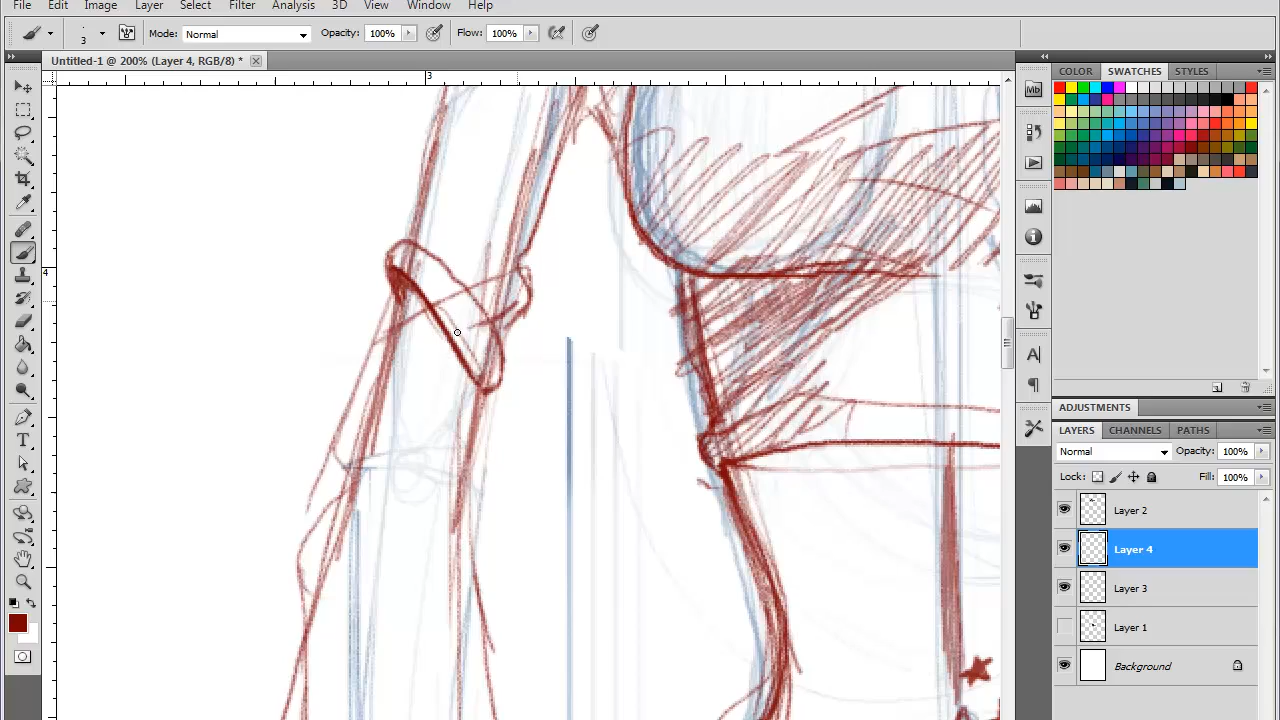 File Edit Image Layer Select Filter Analysis 3D View Window Help
3 Mode: Normal Opacity: 100% Flow: 100%
Untitled-1 @ 200% (Layer 4, RGB/8) *
3
4
COLOR SWATCHES STYLES
Mb
ADJUSTMENTS
LAYERS CHANNELS PATHS
Normal Opacity: 100%
Lock: Fill: 100%
Layer 2
Layer 4
Layer 3
Layer 1
Background